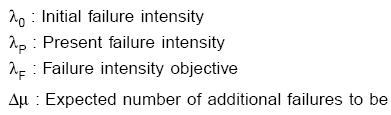 λ₀ : Initial failure intensity
λP : Present failure intensity
λF : Failure intensity objective
Δμ : Expected number of additional failures to be